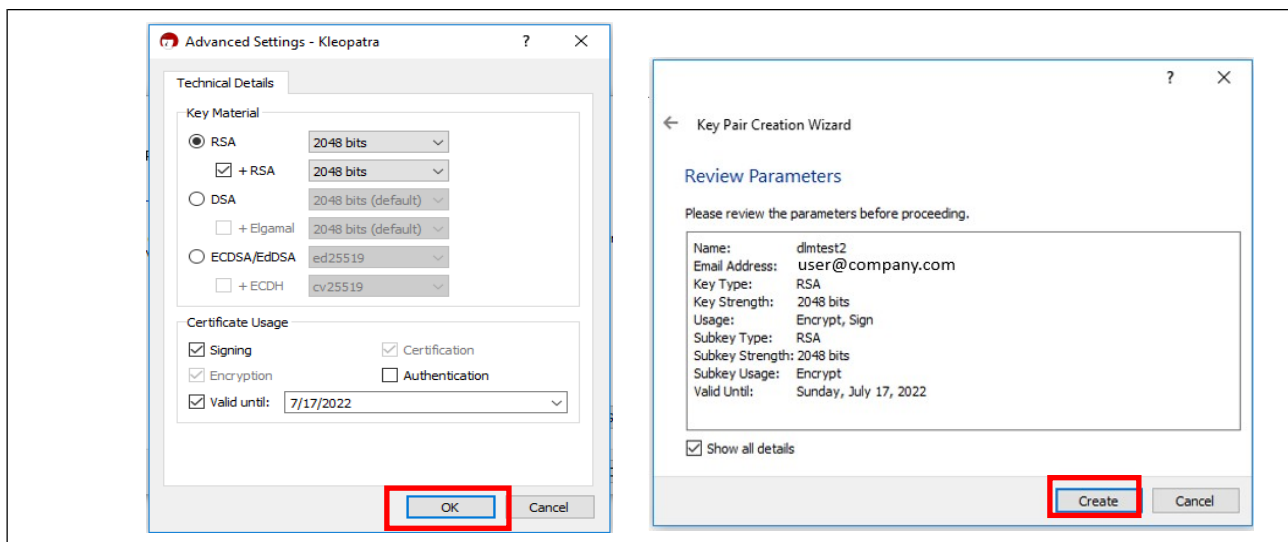 Advanced Settings - Kleopatra ? ×
Technical Details
Key Material
RSA 2048 bits
+ RSA 2048 bits
DSA 2048 bits (default)
+ Elgamal 2048 bits (default)
ECDSA/EdDSA ed25519
+ ECDH cv25519
Certificate Usage
Signing Certification
Encryption Authentication
Valid until: 7/17/2022
OK Cancel
? ×
← Key Pair Creation Wizard
Review Parameters
Please review the parameters before proceeding.
Name: dlmtest2
Email Address: user@company.com
Key Type: RSA
Key Strength: 2048 bits
Usage: Encrypt, Sign
Subkey Type: RSA
Subkey Strength: 2048 bits
Subkey Usage: Encrypt
Valid Until: Sunday, July 17, 2022
Show all details
Create Cancel